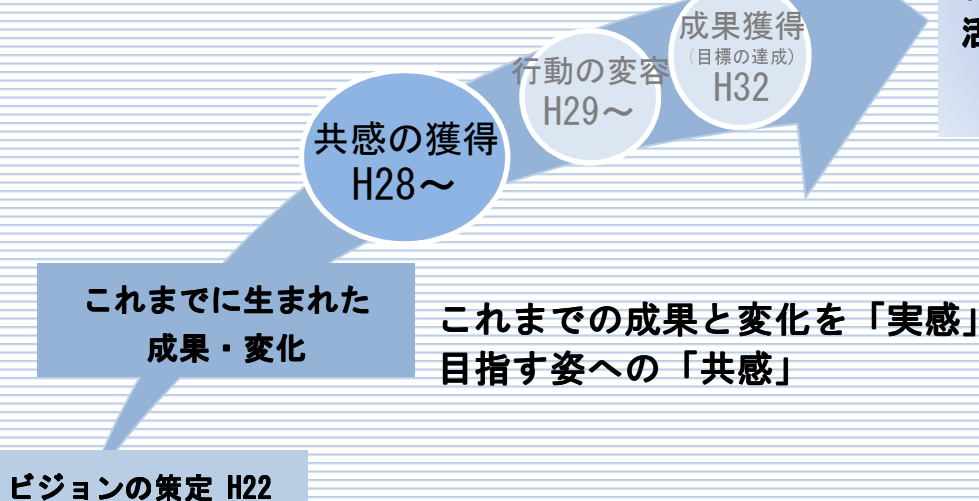 活
成果獲得
（目標の達成）
H32
行動の変容
H29～
共感の獲得
H28～
これまでに生まれた
成果・変化
これまでの成果と変化を「実感」
目指す姿への「共感」
ビジョンの策定 H22